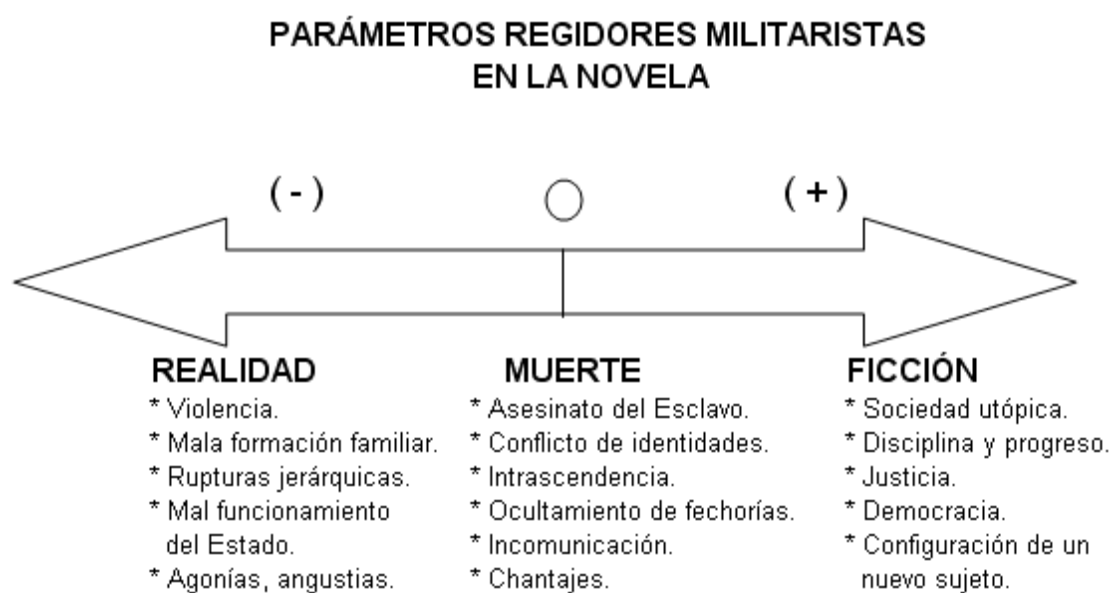 PARÁMETROS REGIDORES MILITARISTAS
EN LA NOVELA
( - )
( + )
REALIDAD
* Violencia.
* Mala formación familiar.
* Rupturas jerárquicas.
* Mal funcionamiento
del Estado.
* Agonías, angustias.
MUERTE
* Asesinato del Esclavo.
* Conflicto de identidades.
* Intrascendencia.
* Ocultamiento de fechorías.
* Incomunicación.
* Chantajes.
FICCIÓN
* Sociedad utópica.
* Disciplina y progreso.
* Justicia.
* Democracia.
* Configuración de un
nuevo sujeto.